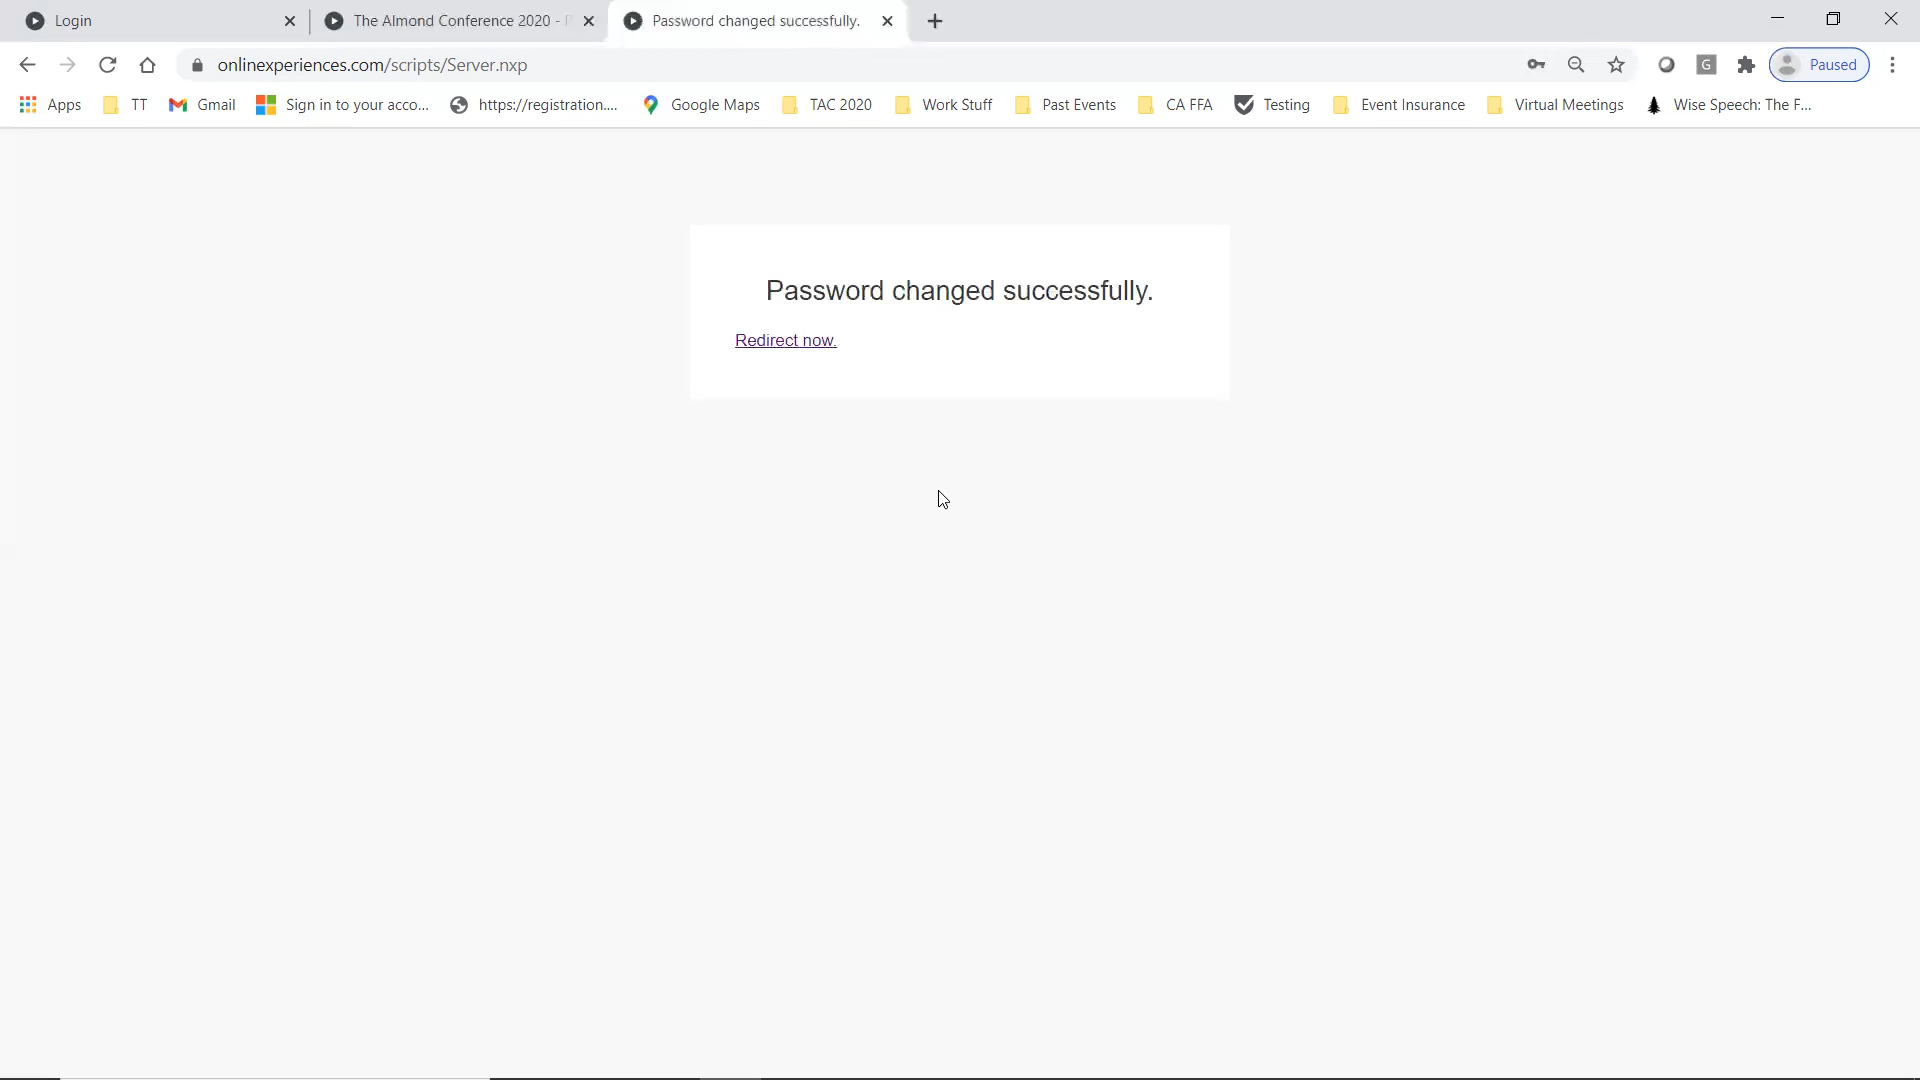 Login
The Almond Conference 2020 -
Password changed successfully.
onlinexperiences.com/scripts/Server.nxp
G
Paused
Apps
TT
Gmail
Sign in to your acco...
https://registration....
Google Maps
TAC 2020
Work Stuff
Past Events
CA FFA
Testing
Event Insurance
Virtual Meetings
Wise Speech: The F...
Password changed successfully.
Redirect now.